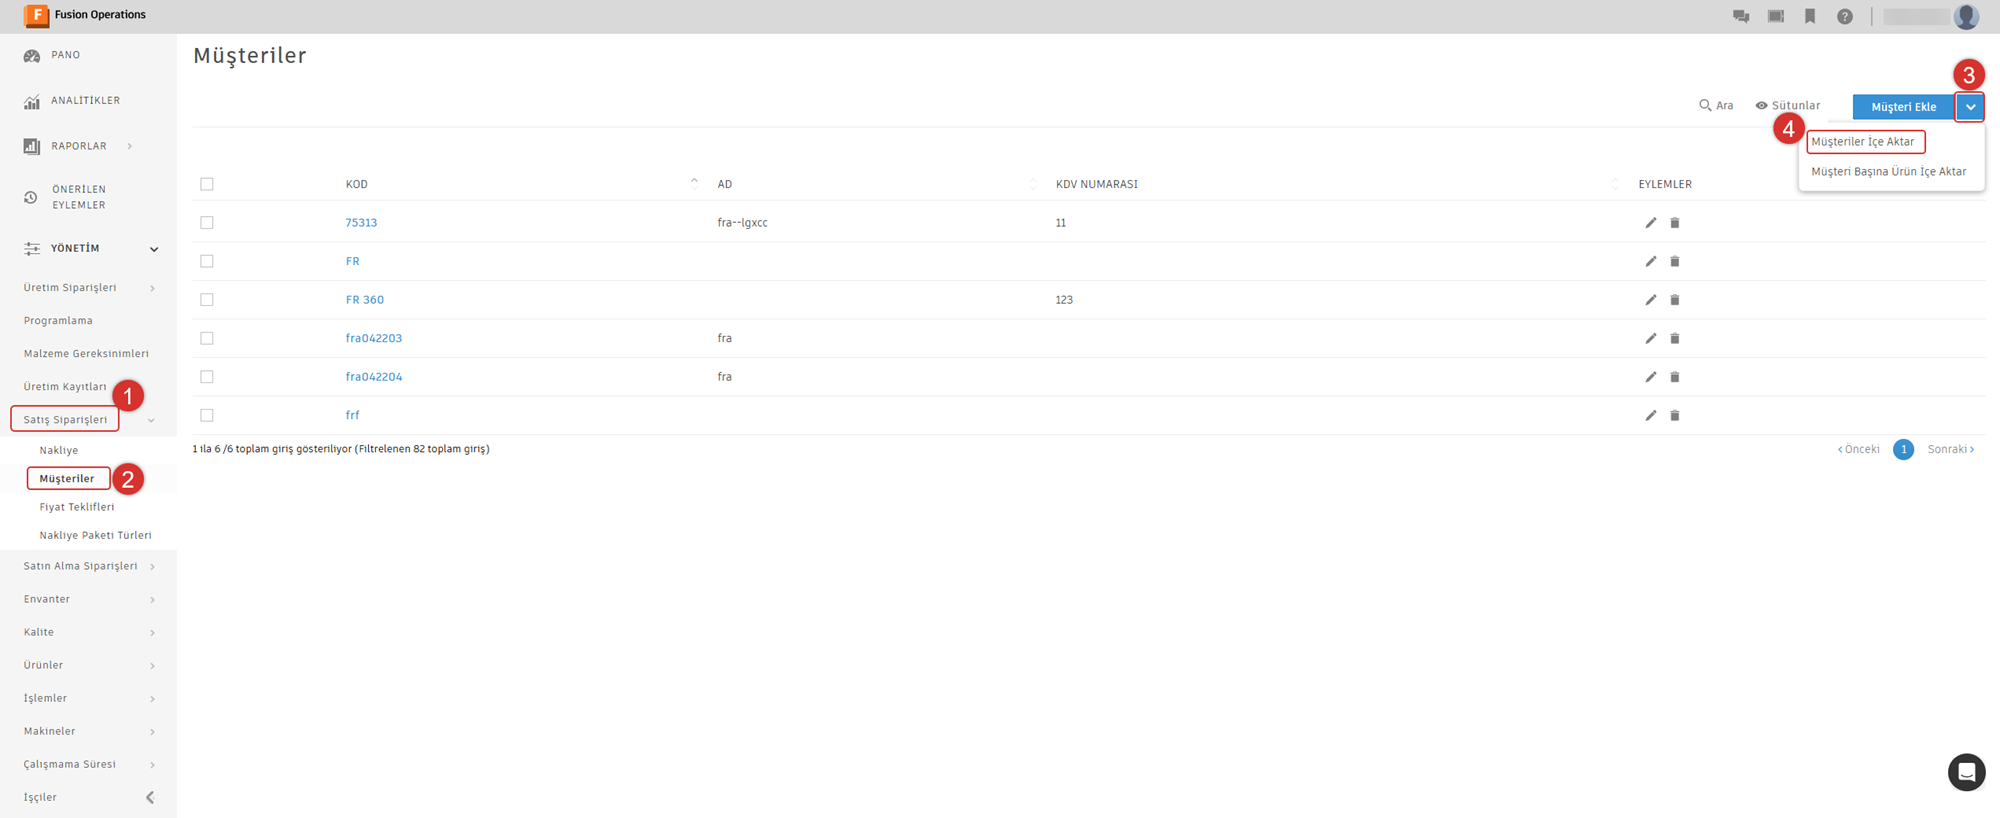 Fusion Operations
PANO
ANALİTİKLER
RAPORLAR
ÖNERİLEN
EYLEMLER
YÖNETİM
Üretim Siparişleri
Programlama
Malzeme Gereksinimleri
Üretim Kayıtları
1
Satış Siparişleri
Nakliye
Müşteriler
2
Fiyat Teklifleri
Nakliye Paketi Türleri
Satın Alma Siparişleri
Envanter
Kalite
Ürünler
İşlemler
Makineler
Çalışmama Süresi
İşçiler
Müşteriler
3
Ara
Sütunlar
Müşteri Ekle
4
Müşteriler İçe Aktar
Müşteri Başına Ürün İçe Aktar
KOD AD KDV NUMARASI EYLEMLER
75313 fra--lgxcc 11
FR
FR 360 123
fra042203 fra
fra042204 fra
frf
1 ila 6 /6 toplam giriş gösteriliyor (Filtrelenen 82 toplam giriş)
‹ Önceki 1 Sonraki ›